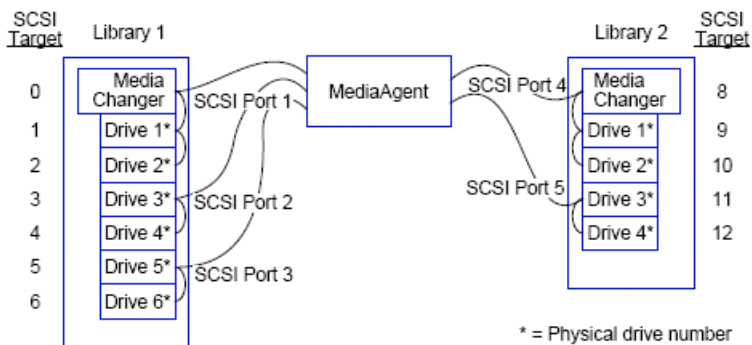 SCSI
Target
Library 1
MediaAgent
Library 2
SCSI
Target
0
Media
Changer
SCSI Port 1
SCSI Port 4
Media
Changer
8
1
Drive 1*
Drive 1*
9
2
Drive 2*
Drive 2*
10
3
Drive 3*
SCSI Port 2
SCSI Port 5
Drive 3*
11
4
Drive 4*
Drive 4*
12
5
Drive 5*
SCSI Port 3
6
Drive 6*
* = Physical drive number